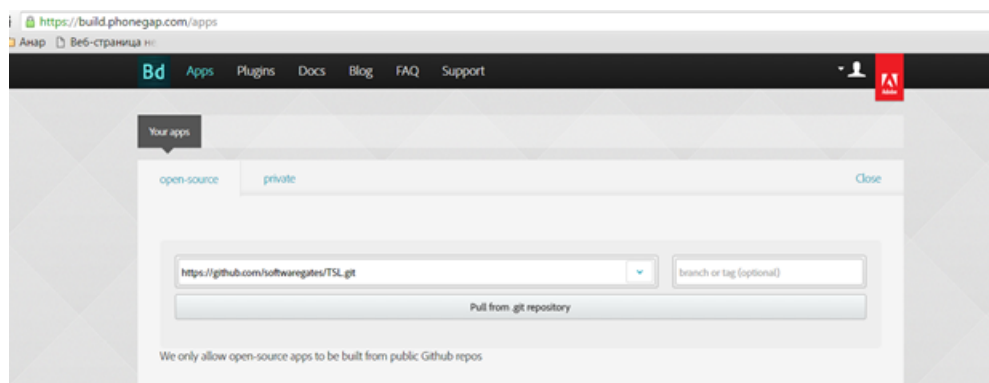 https://build.phonegap.com/apps
Анар Веб-страница не
Bd Apps Plugins Docs Blog FAQ Support
Adobe
Your apps
open-source private Close
https://github.com/softwaregates/TSL.git branch or tag (optional)
Pull from .git repository
We only allow open-source apps to be built from public Github repos